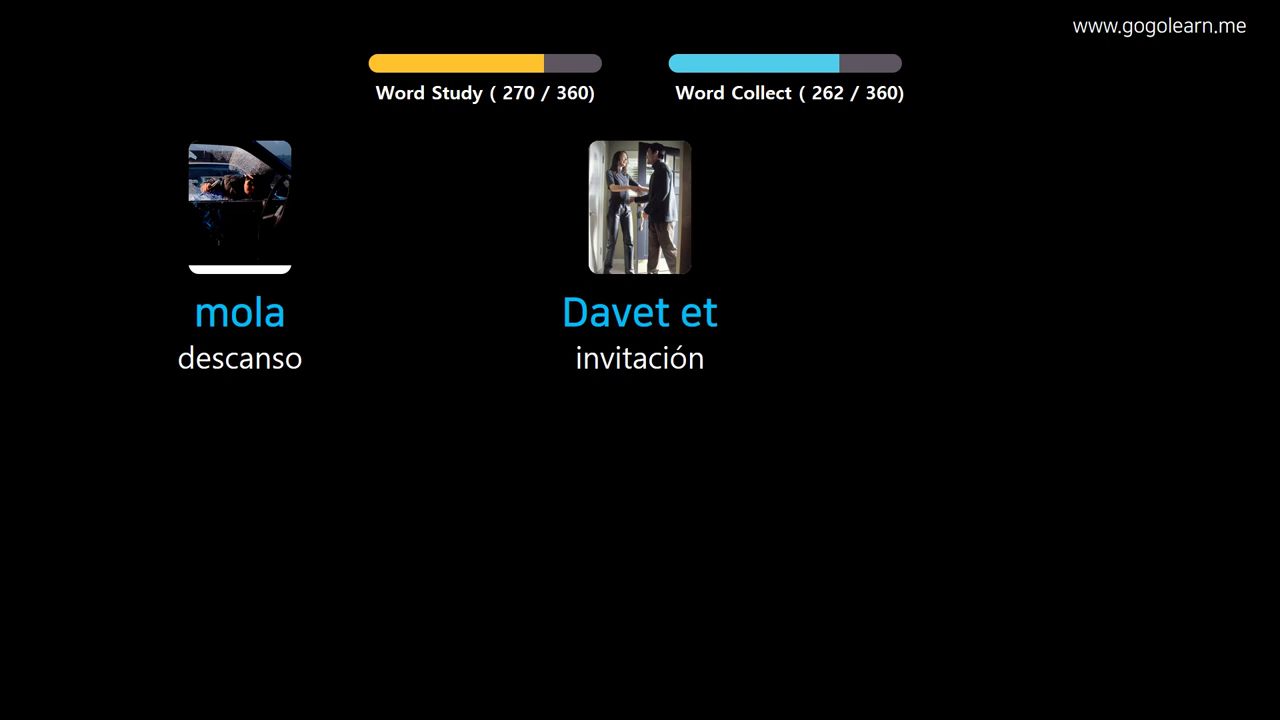 www.gogolearn.me
Word Study ( 270 / 360)
Word Collect ( 262 / 360)
mola
descanso
Davet et
invitación